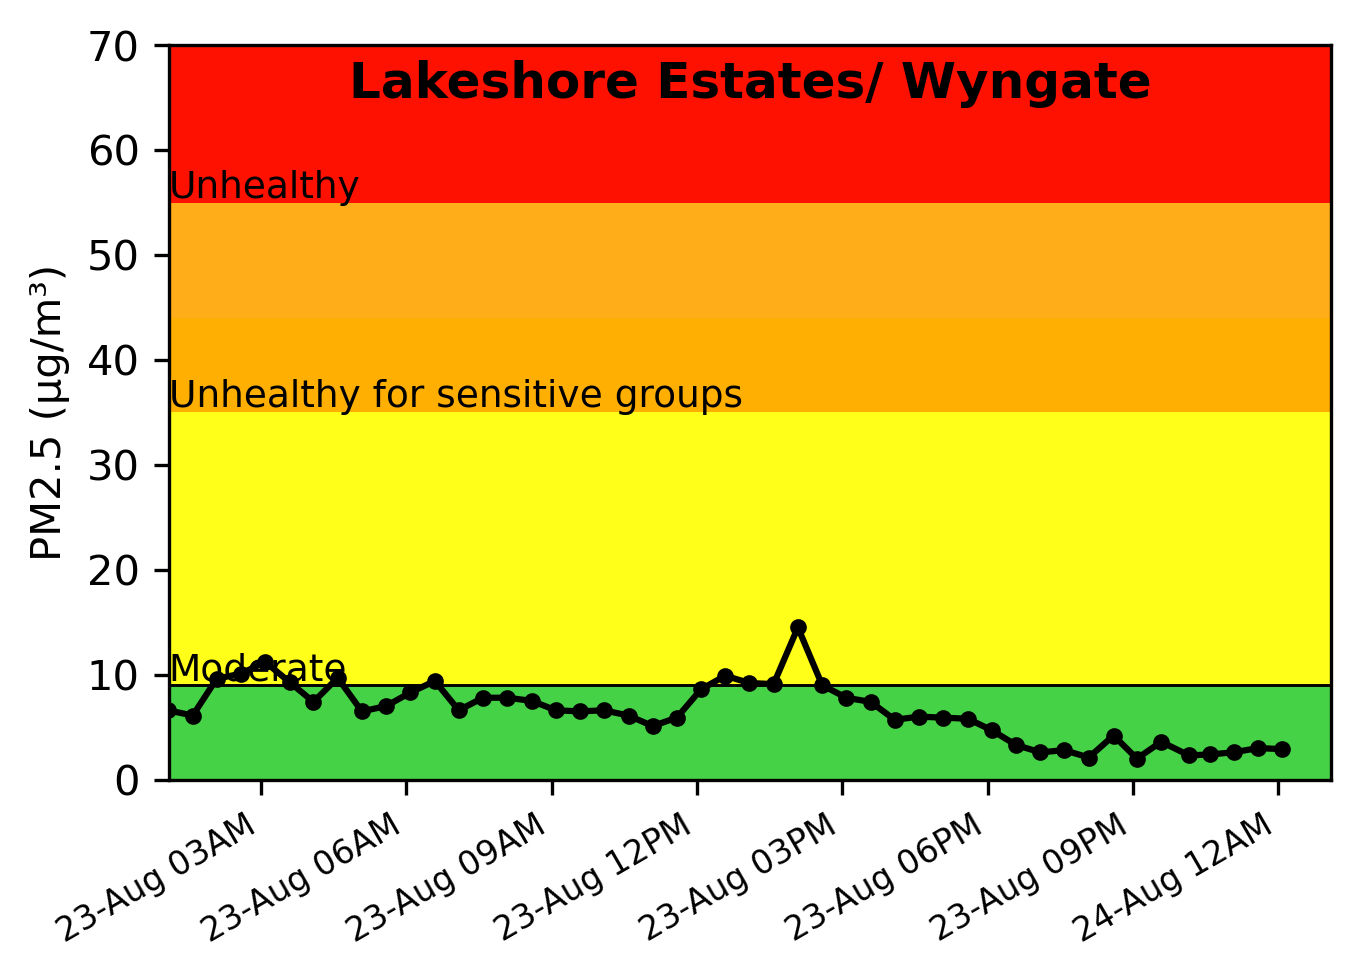 Lakeshore Estates/ Wyngate
70
60
50
40
30
20
10
0
PM2.5 (µg/m³)
Unhealthy
Unhealthy for sensitive groups
Moderate
23-Aug 03AM
23-Aug 06AM
23-Aug 09AM
23-Aug 12PM
23-Aug 03PM
23-Aug 06PM
23-Aug 09PM
24-Aug 12AM